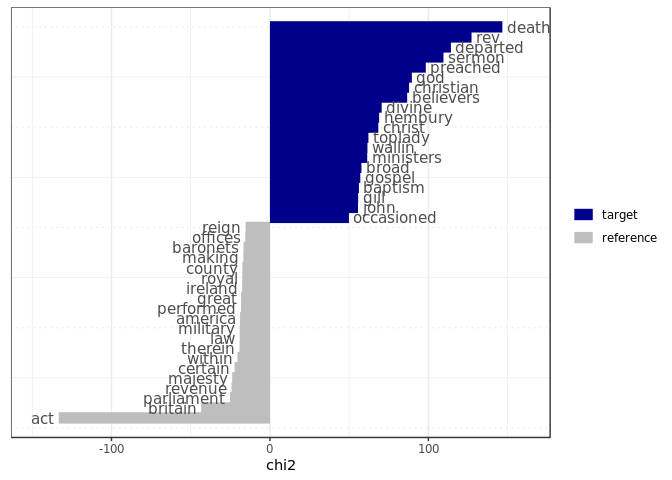 death
rev
departed
sermon
preached
god
christian
believers
divine
hembury
christ
toplady
wallin
ministers
broad
gospel
baptism
gill
john
occasioned
reign
offices
baronets
making
county
royal
ireland
great
performed
america
military
law
therein
within
certain
majesty
revenue
parliament
britain
act
target
reference
-100 0 100
chi2